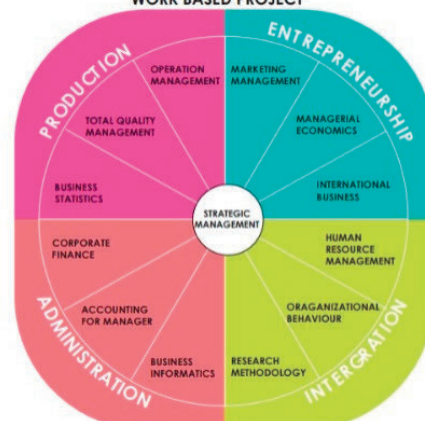 WORK BASED PROJECT
PRODUCTION
OPERATION
MANAGEMENT
TOTAL QUALITY
MANAGEMENT
BUSINESS
STATISTICS
ENTREPRENEURSHIP
MARKETING
MANAGEMENT
MANAGERIAL
ECONOMICS
INTERNATIONAL
BUSINESS
STRATEGIC
MANAGEMENT
CORPORATE
FINANCE
ACCOUNTING
FOR MANAGER
BUSINESS
INFORMATICS
ADMINISTRATION
HUMAN
RESOURCE
MANAGEMENT
ORAGANIZATIONAL
BEHAVIOUR
RESEARCH
METHODOLOGY
INTERGRATION